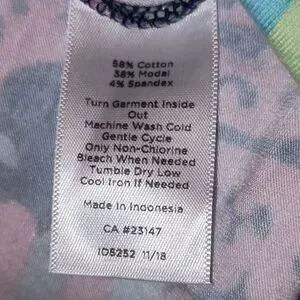 58% Cotton
38% Modal
4% Spandex
Turn Garment Inside
Out
Machine Wash Cold
Gentle Cycle
Only Non-Chlorine
Bleach When Needed
Tumble Dry Low
Cool Iron If Needed
Made in Indonesia
CA #23147
ID5252 11/18